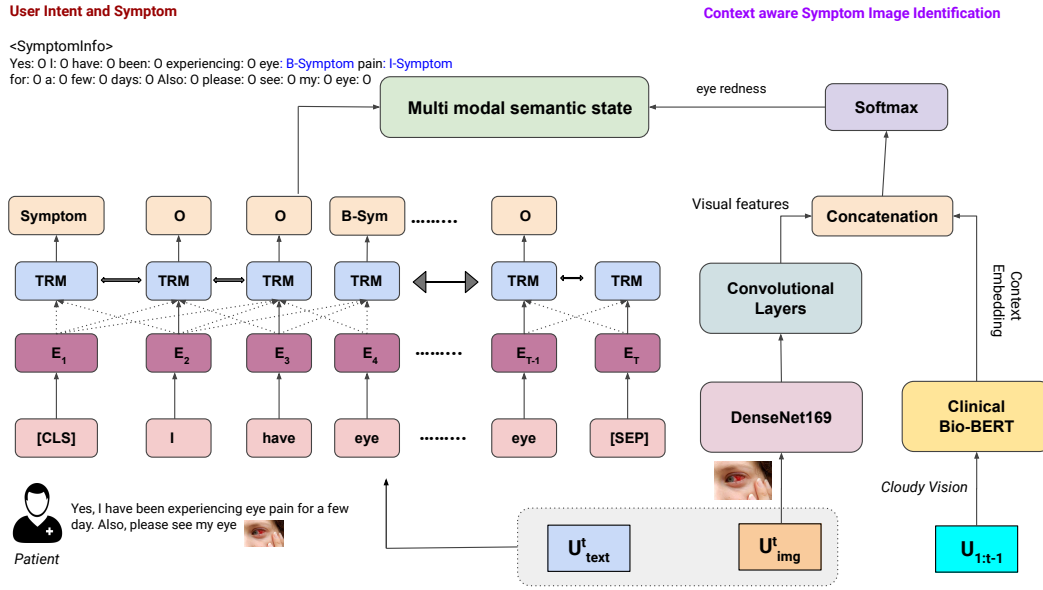 User Intent and Symptom
Context aware Symptom Image Identification
<SymptomInfo>
Yes: O I: O have: O been: O experiencing: O eye: B-Symptom pain: I-Symptom
for: O a: O few: O days: O Also: O please: O see: O my: O eye: O
Multi modal semantic state
eye redness
Softmax
Symptom
O
O
B-Sym
.........
O
Visual features
Concatenation
TRM
TRM
TRM
TRM
TRM
TRM
Convolutional
Layers
Context
Embedding
E1
E2
E3
E4
.........
ET-1
ET
DenseNet169
Clinical
Bio-BERT
[CLS]
I
have
eye
.........
eye
[SEP]
Cloudy Vision
Yes, I have been experiencing eye pain for a few
day. Also, please see my eye
Patient
Uttext
Utimg
U1:t-1